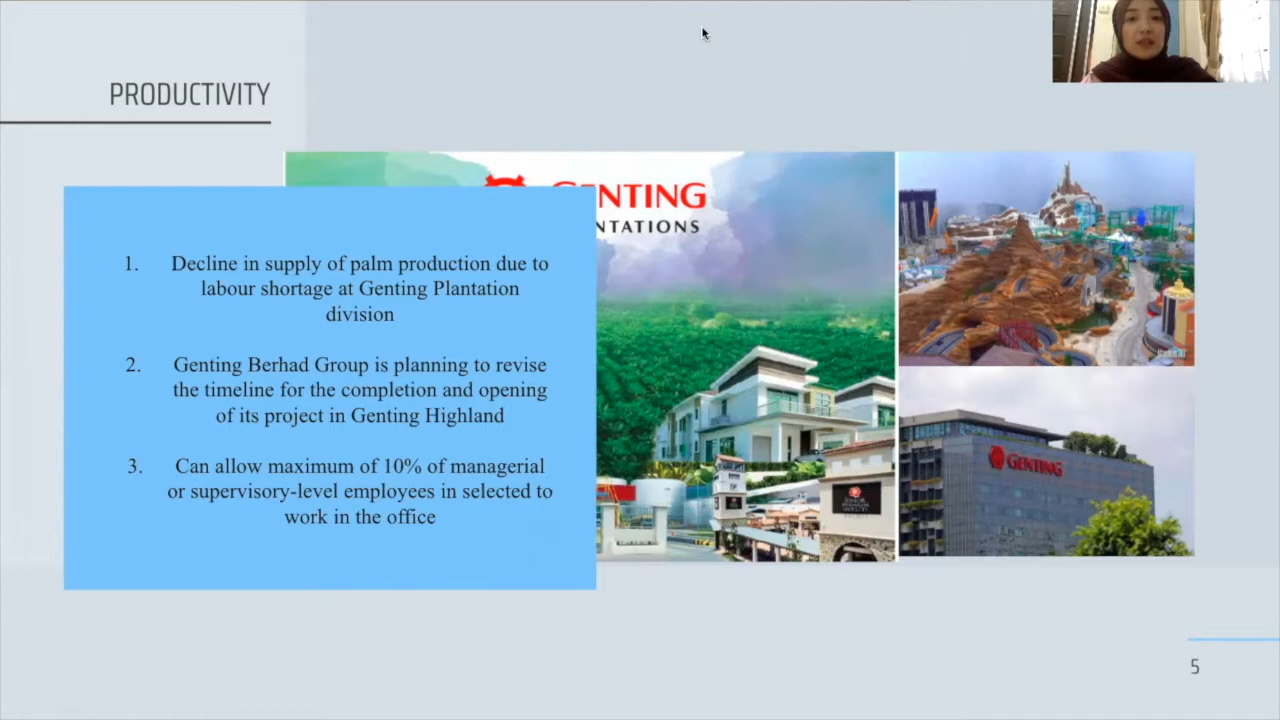 PRODUCTIVITY
GENTING
NTATIONS
1. Decline in supply of palm production due to
labour shortage at Genting Plantation
division
2. Genting Berhad Group is planning to revise
the timeline for the completion and opening
of its project in Genting Highland
3. Can allow maximum of 10% of managerial
or supervisory-level employees in selected to
work in the office
GENTING
5